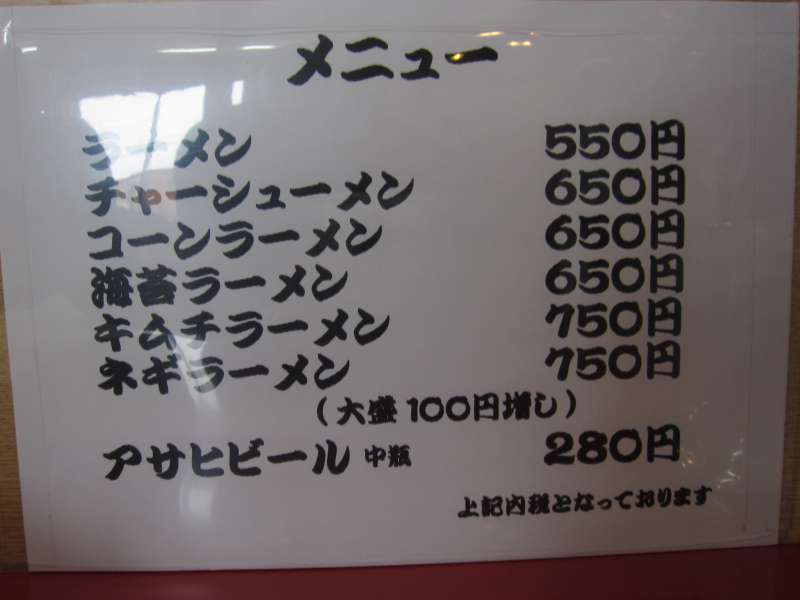 メニュー
ラーメン 550円
チャーシューメン 650円
コーンラーメン 650円
海苔ラーメン 650円
キムチラーメン 750円
ネギラーメン 750円
(大盛100円増し)
アサヒビール 中瓶 280円
上記内税となっております